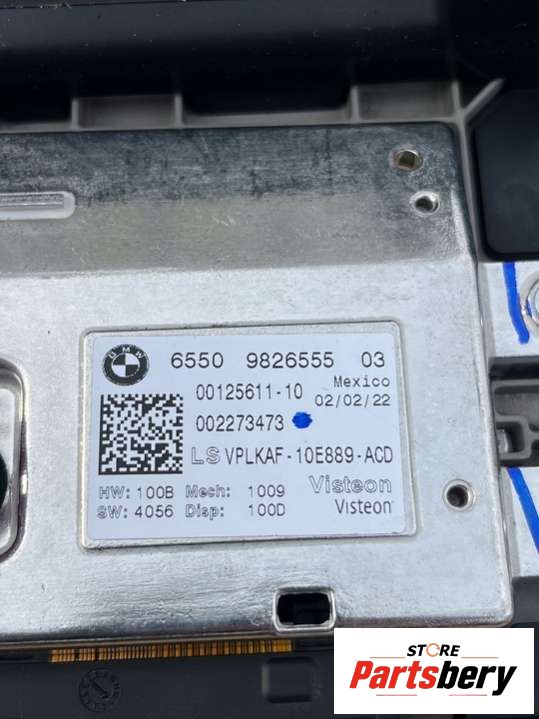 BMW
6550 9826555 03
00125611-10 Mexico
002273473 02/02/22
LS VPLKAF-10E889-ACD
HW: 100B Mech: 1009 Visteon
SW: 4056 Disp: 100D Visteon
STORE
Partsbery